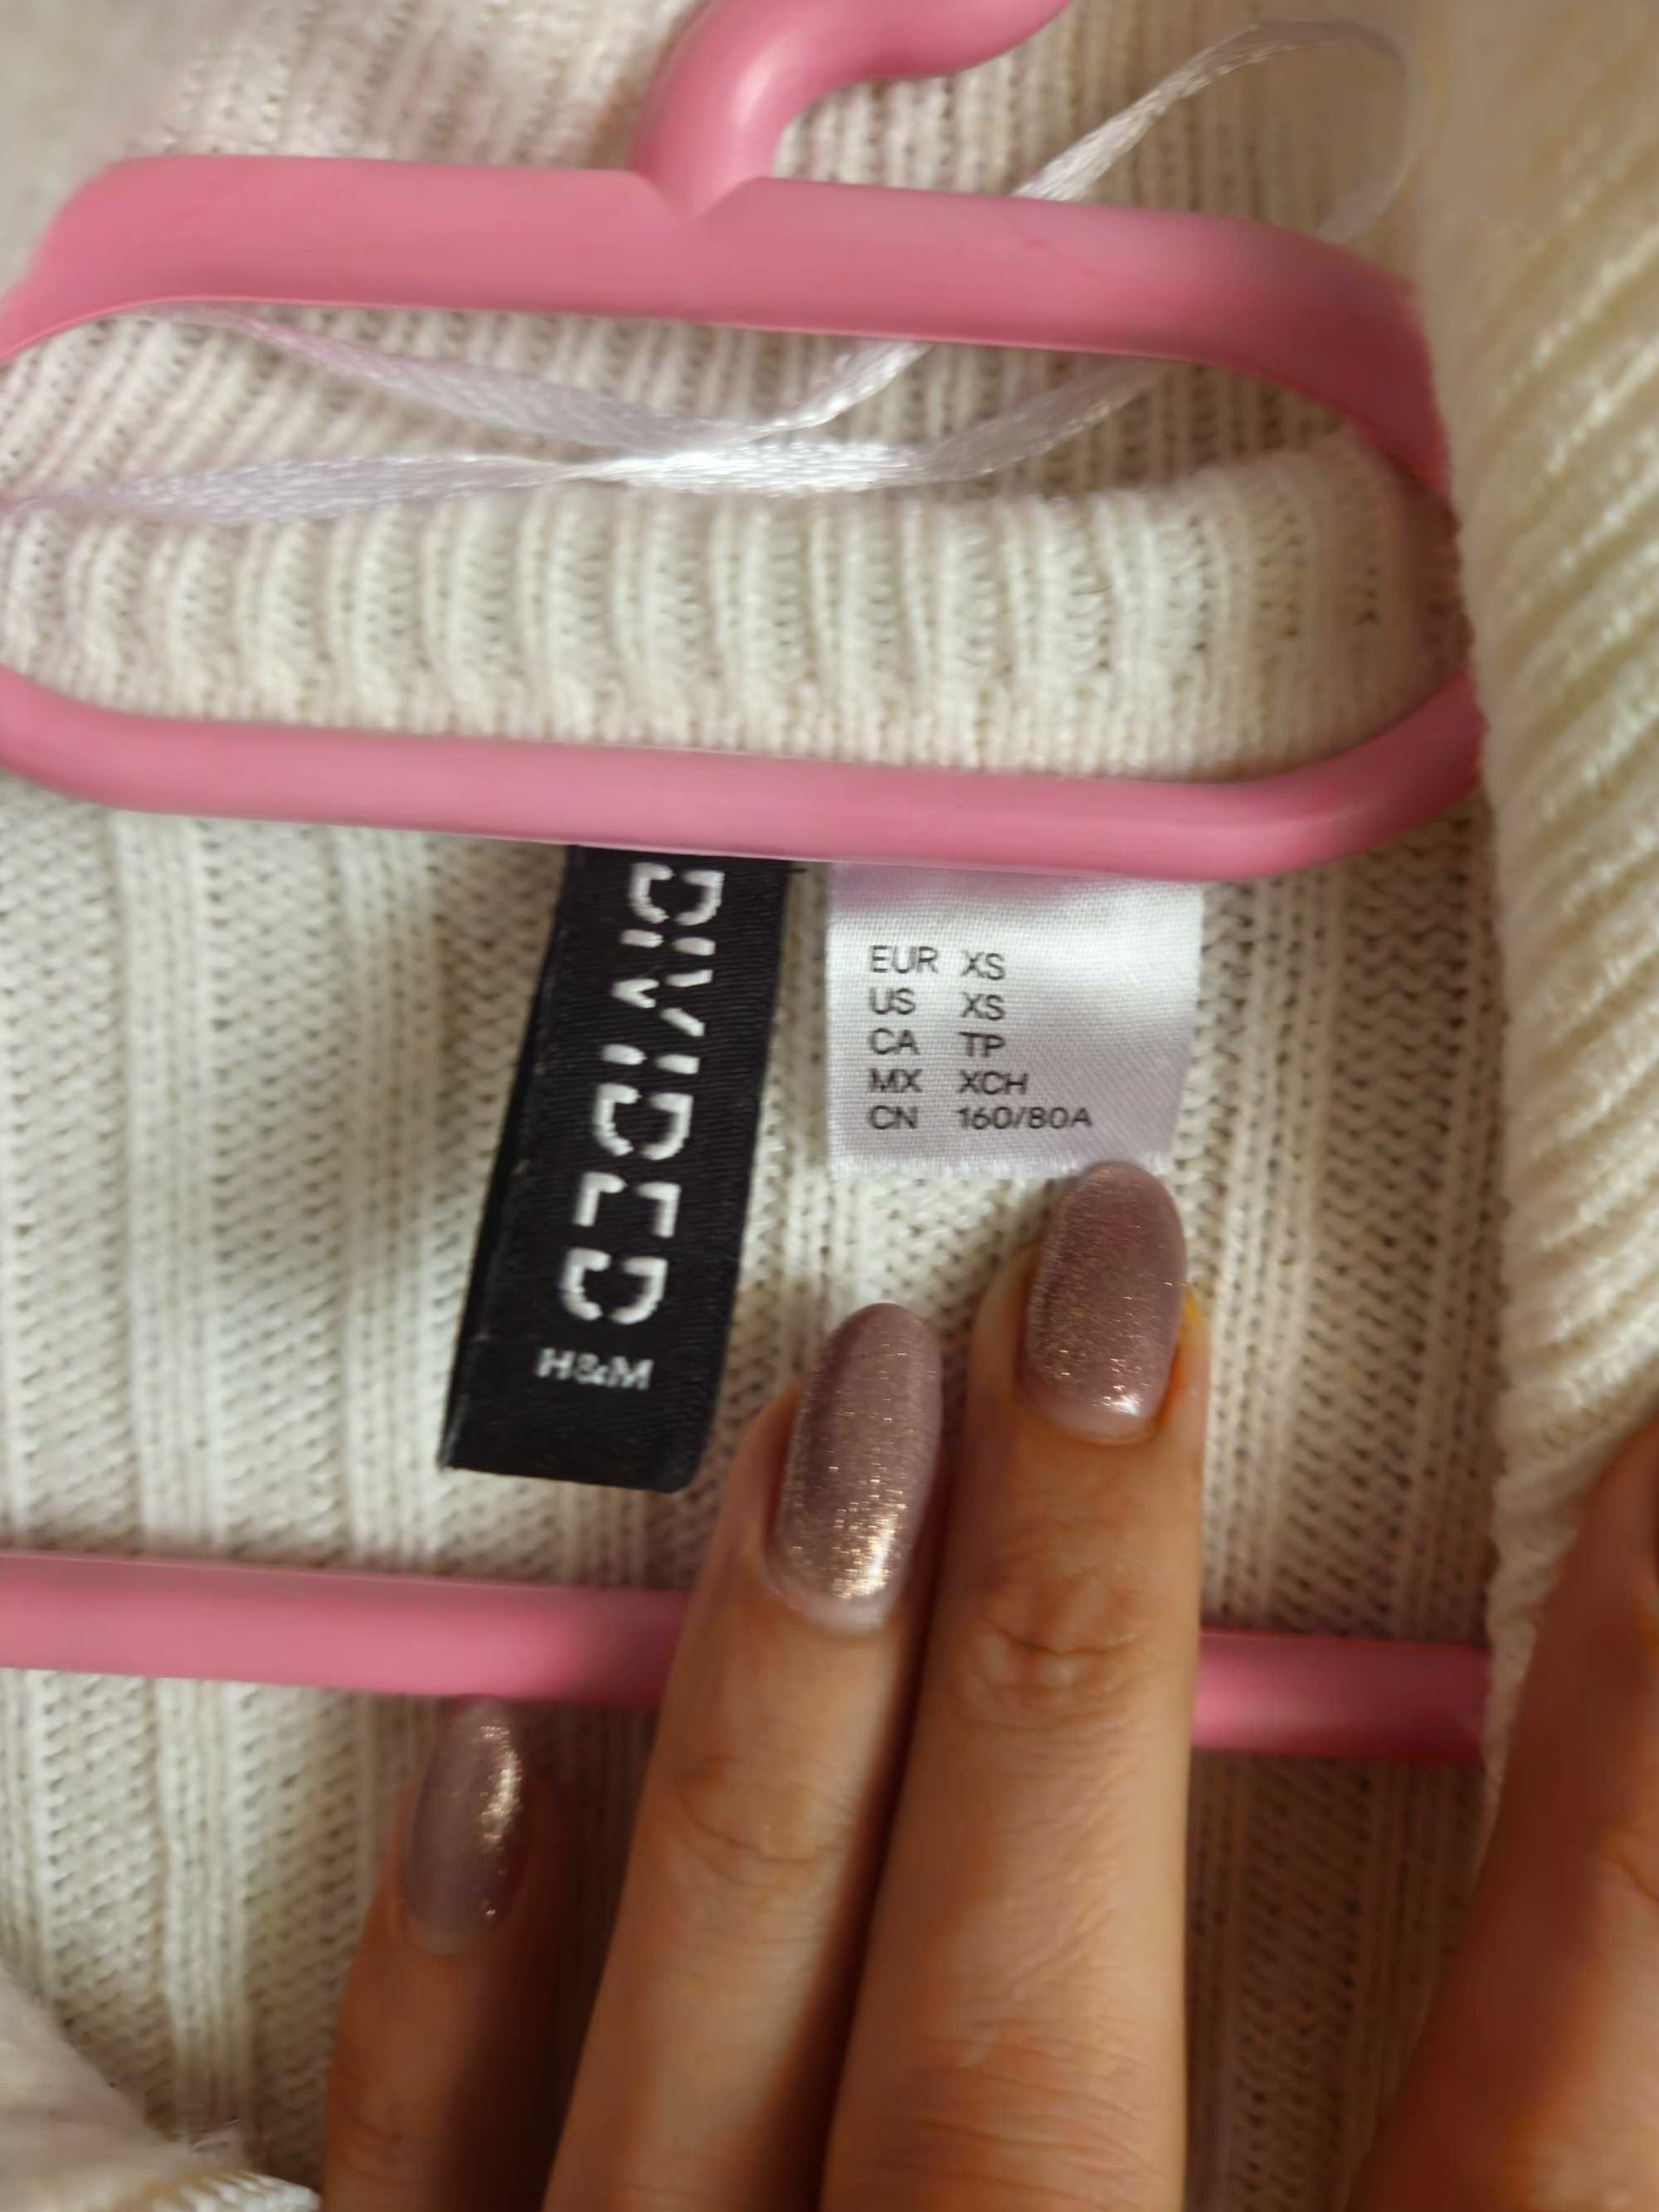 DIVIDED
H&M
EUR XS
US XS
CA TP
MX XCH
CN 160/80A